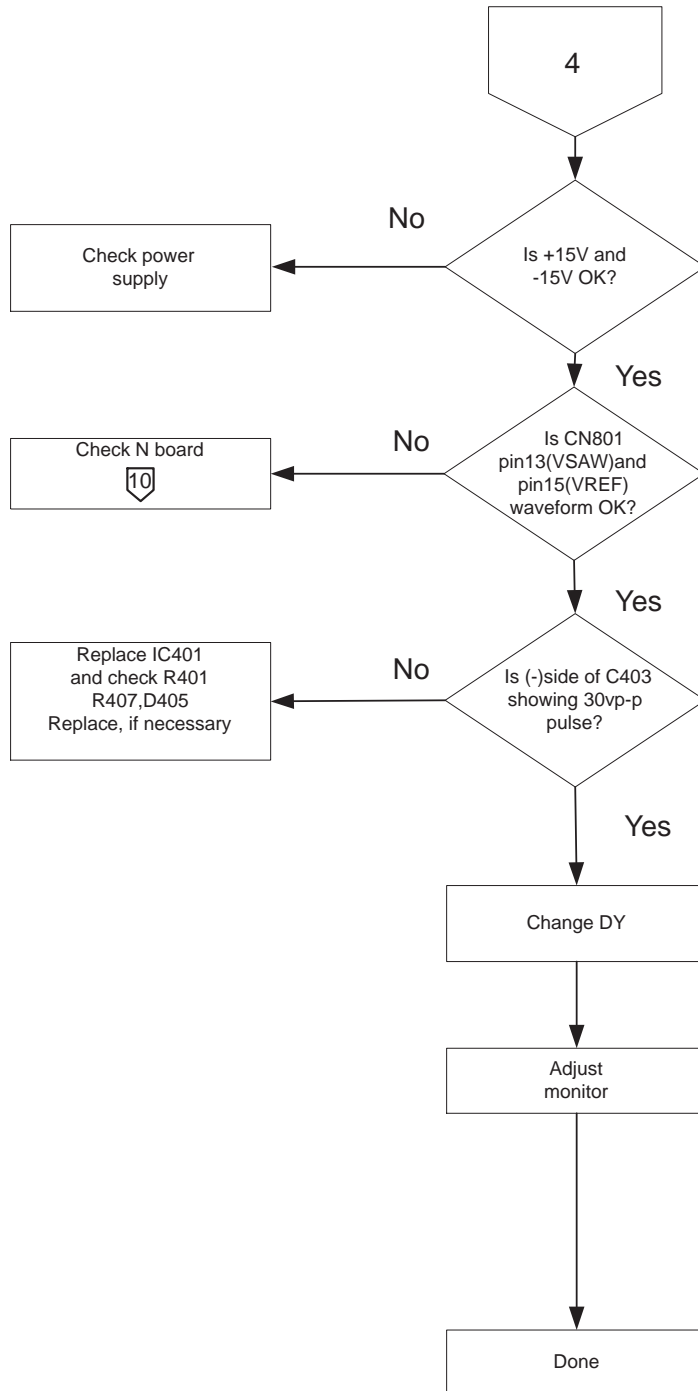 4
No
Check power
supply
Is +15V and
-15V OK?
Yes
No
Check N board
10
Is CN801
pin13(VSAW)and
pin15(VREF)
waveform OK?
Yes
No
Replace IC401
and check R401
R407,D405
Replace, if necessary
Is (-)side of C403
showing 30vp-p
pulse?
Yes
Change DY
Adjust
monitor
Done